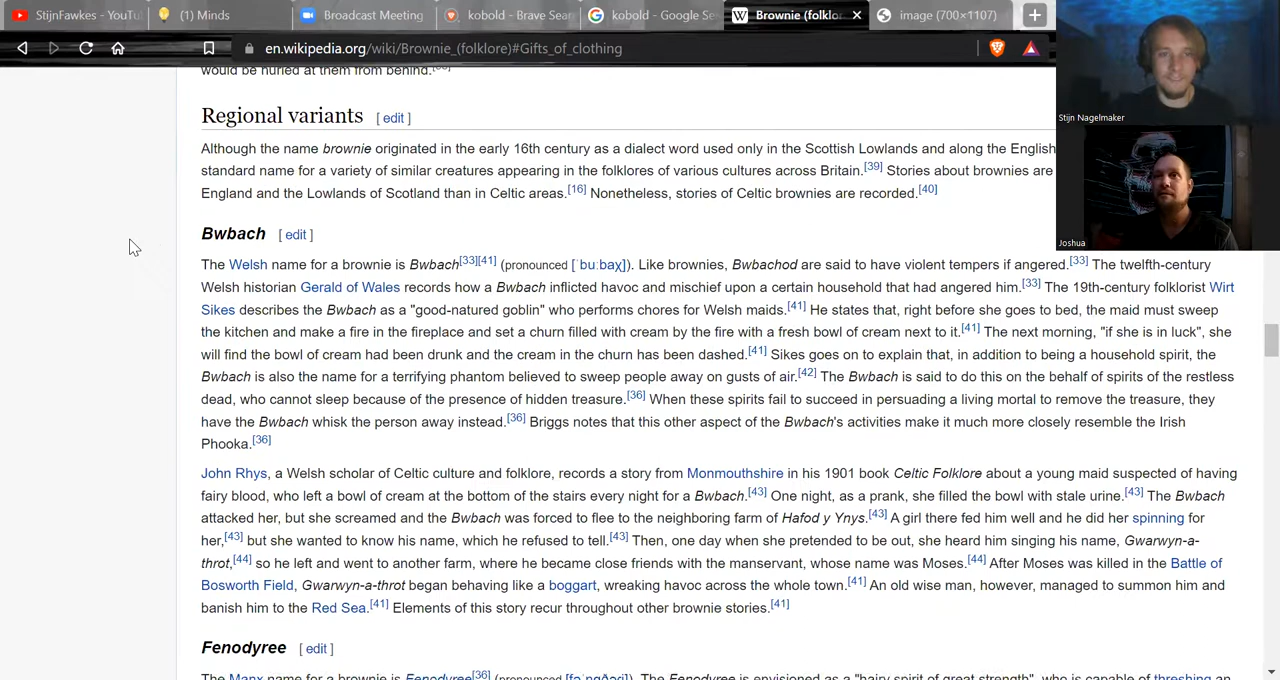 StijnFawkes - YouTu
(1) Minds
Broadcast Meeting
kobold - Brave Sear
kobold - Google Se
Brownie (folklor
image (700×1107)
en.wikipedia.org/wiki/Brownie_(folklore)#Gifts_of_clothing
would be hurled at them from behind.
Regional variants [ edit ]
Although the name brownie originated in the early 16th century as a dialect word used only in the Scottish Lowlands and along the English
standard name for a variety of similar creatures appearing in the folklores of various cultures across Britain.[39] Stories about brownies are
England and the Lowlands of Scotland than in Celtic areas.[16] Nonetheless, stories of Celtic brownies are recorded.[40]
Bwbach [ edit ]
The Welsh name for a brownie is Bwbach[33][41] (pronounced [ˈbuːbaχ]). Like brownies, Bwbachod are said to have violent tempers if angered.[33] The twelfth-century
Welsh historian Gerald of Wales records how a Bwbach inflicted havoc and mischief upon a certain household that had angered him.[33] The 19th-century folklorist Wirt
Sikes describes the Bwbach as a "good-natured goblin" who performs chores for Welsh maids.[41] He states that, right before she goes to bed, the maid must sweep
the kitchen and make a fire in the fireplace and set a churn filled with cream by the fire with a fresh bowl of cream next to it.[41] The next morning, "if she is in luck", she
will find the bowl of cream had been drunk and the cream in the churn has been dashed.[41] Sikes goes on to explain that, in addition to being a household spirit, the
Bwbach is also the name for a terrifying phantom believed to sweep people away on gusts of air.[42] The Bwbach is said to do this on the behalf of spirits of the restless
dead, who cannot sleep because of the presence of hidden treasure.[36] When these spirits fail to succeed in persuading a living mortal to remove the treasure, they
have the Bwbach whisk the person away instead.[36] Briggs notes that this other aspect of the Bwbach's activities make it much more closely resemble the Irish
Phooka.[36]
John Rhys, a Welsh scholar of Celtic culture and folklore, records a story from Monmouthshire in his 1901 book Celtic Folklore about a young maid suspected of having
fairy blood, who left a bowl of cream at the bottom of the stairs every night for a Bwbach.[43] One night, as a prank, she filled the bowl with stale urine.[43] The Bwbach
attacked her, but she screamed and the Bwbach was forced to flee to the neighboring farm of Hafod y Ynys.[43] A girl there fed him well and he did her spinning for
her,[43] but she wanted to know his name, which he refused to tell.[43] Then, one day when she pretended to be out, she heard him singing his name, Gwarwyn-a-
throt,[44] so he left and went to another farm, where he became close friends with the manservant, whose name was Moses.[44] After Moses was killed in the Battle of
Bosworth Field, Gwarwyn-a-throt began behaving like a boggart, wreaking havoc across the whole town.[41] An old wise man, however, managed to summon him and
banish him to the Red Sea.[41] Elements of this story recur throughout other brownie stories.[41]
Fenodyree [ edit ]
The Manx name for a brownie is Fenodyree[36] (pronounced [fəˈnɒðəri]). The Fenodyree is envisioned as a "hairy spirit of great strength", who is capable of threshing an
Stijn Nagelmaker
Joshua